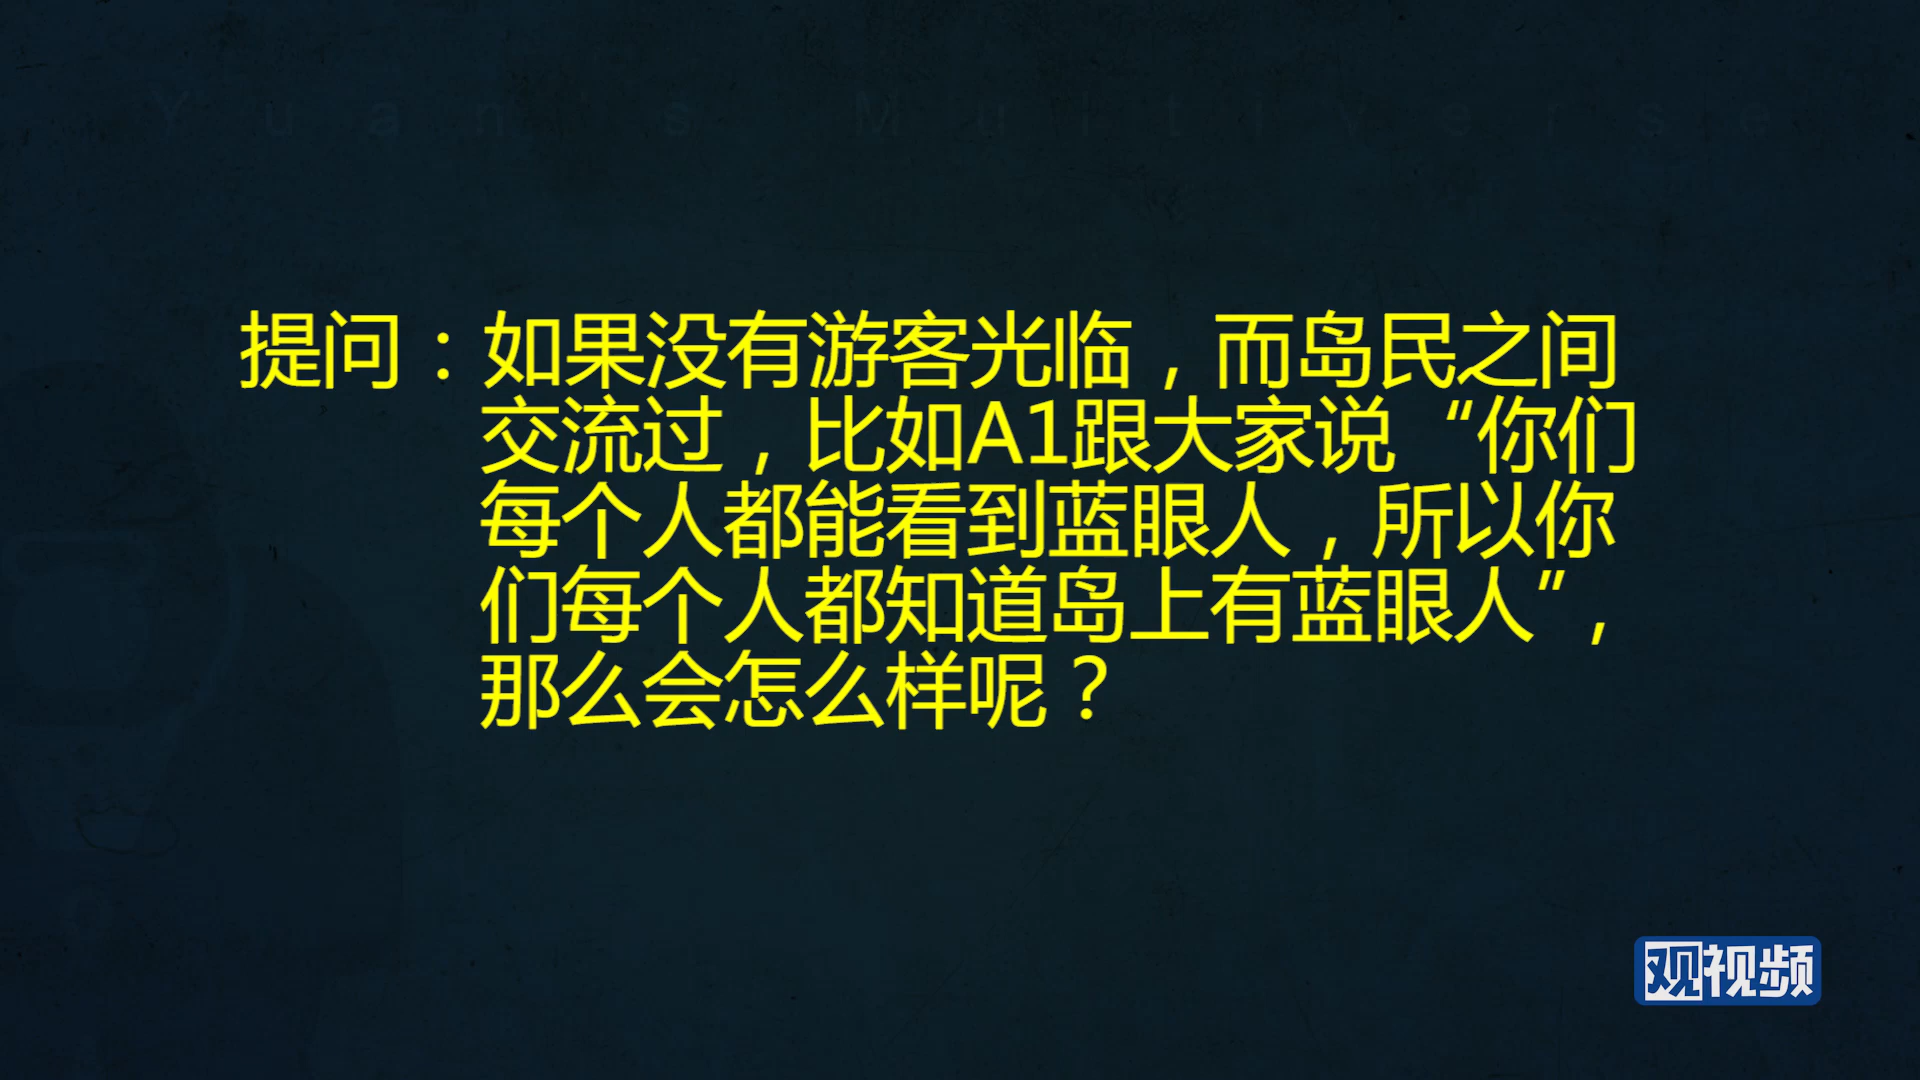 Yuan's Multiverse
提问：如果没有游客光临，而岛民之间
交流过，比如A1跟大家说“你们
每个人都能看到蓝眼人，所以你
们每个人都知道岛上有蓝眼人”,
那么会怎么样呢？
观视频